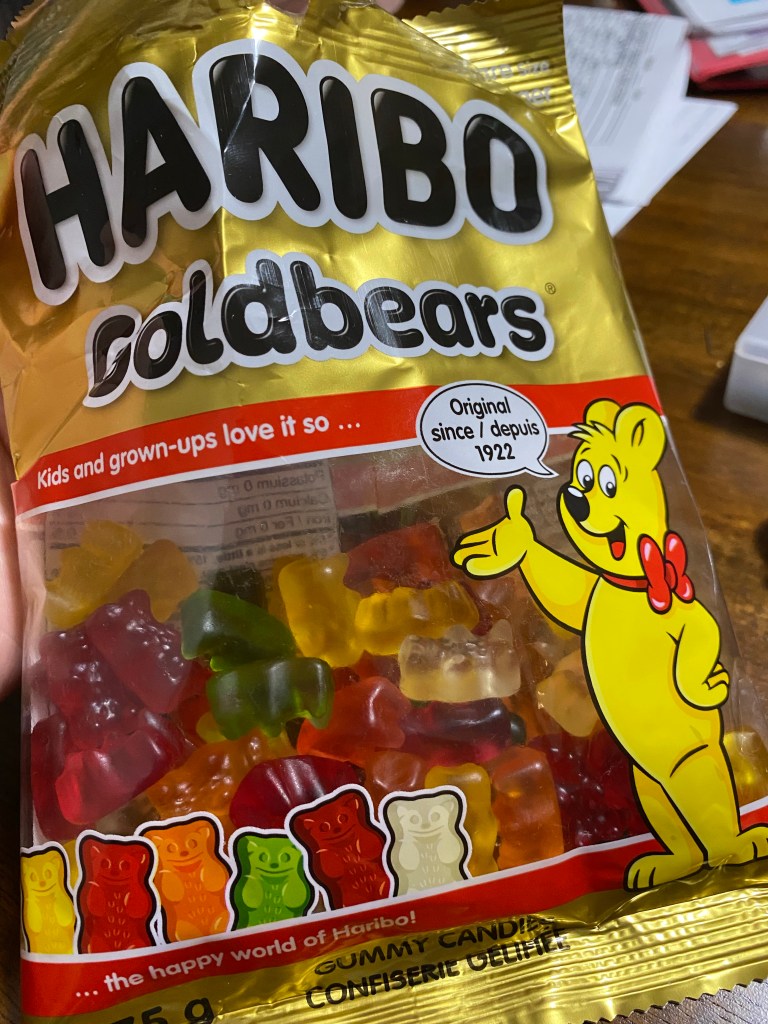 HARIBO
Goldbears
®
Kids and grown-ups love it so ...
Original
since / depuis
1922
Potassium 0 mg
Calcium 0 mg
... the happy world of Haribo!
GUMMY CANDIES
CONFISERIE GÉLIFIÉE
75 g